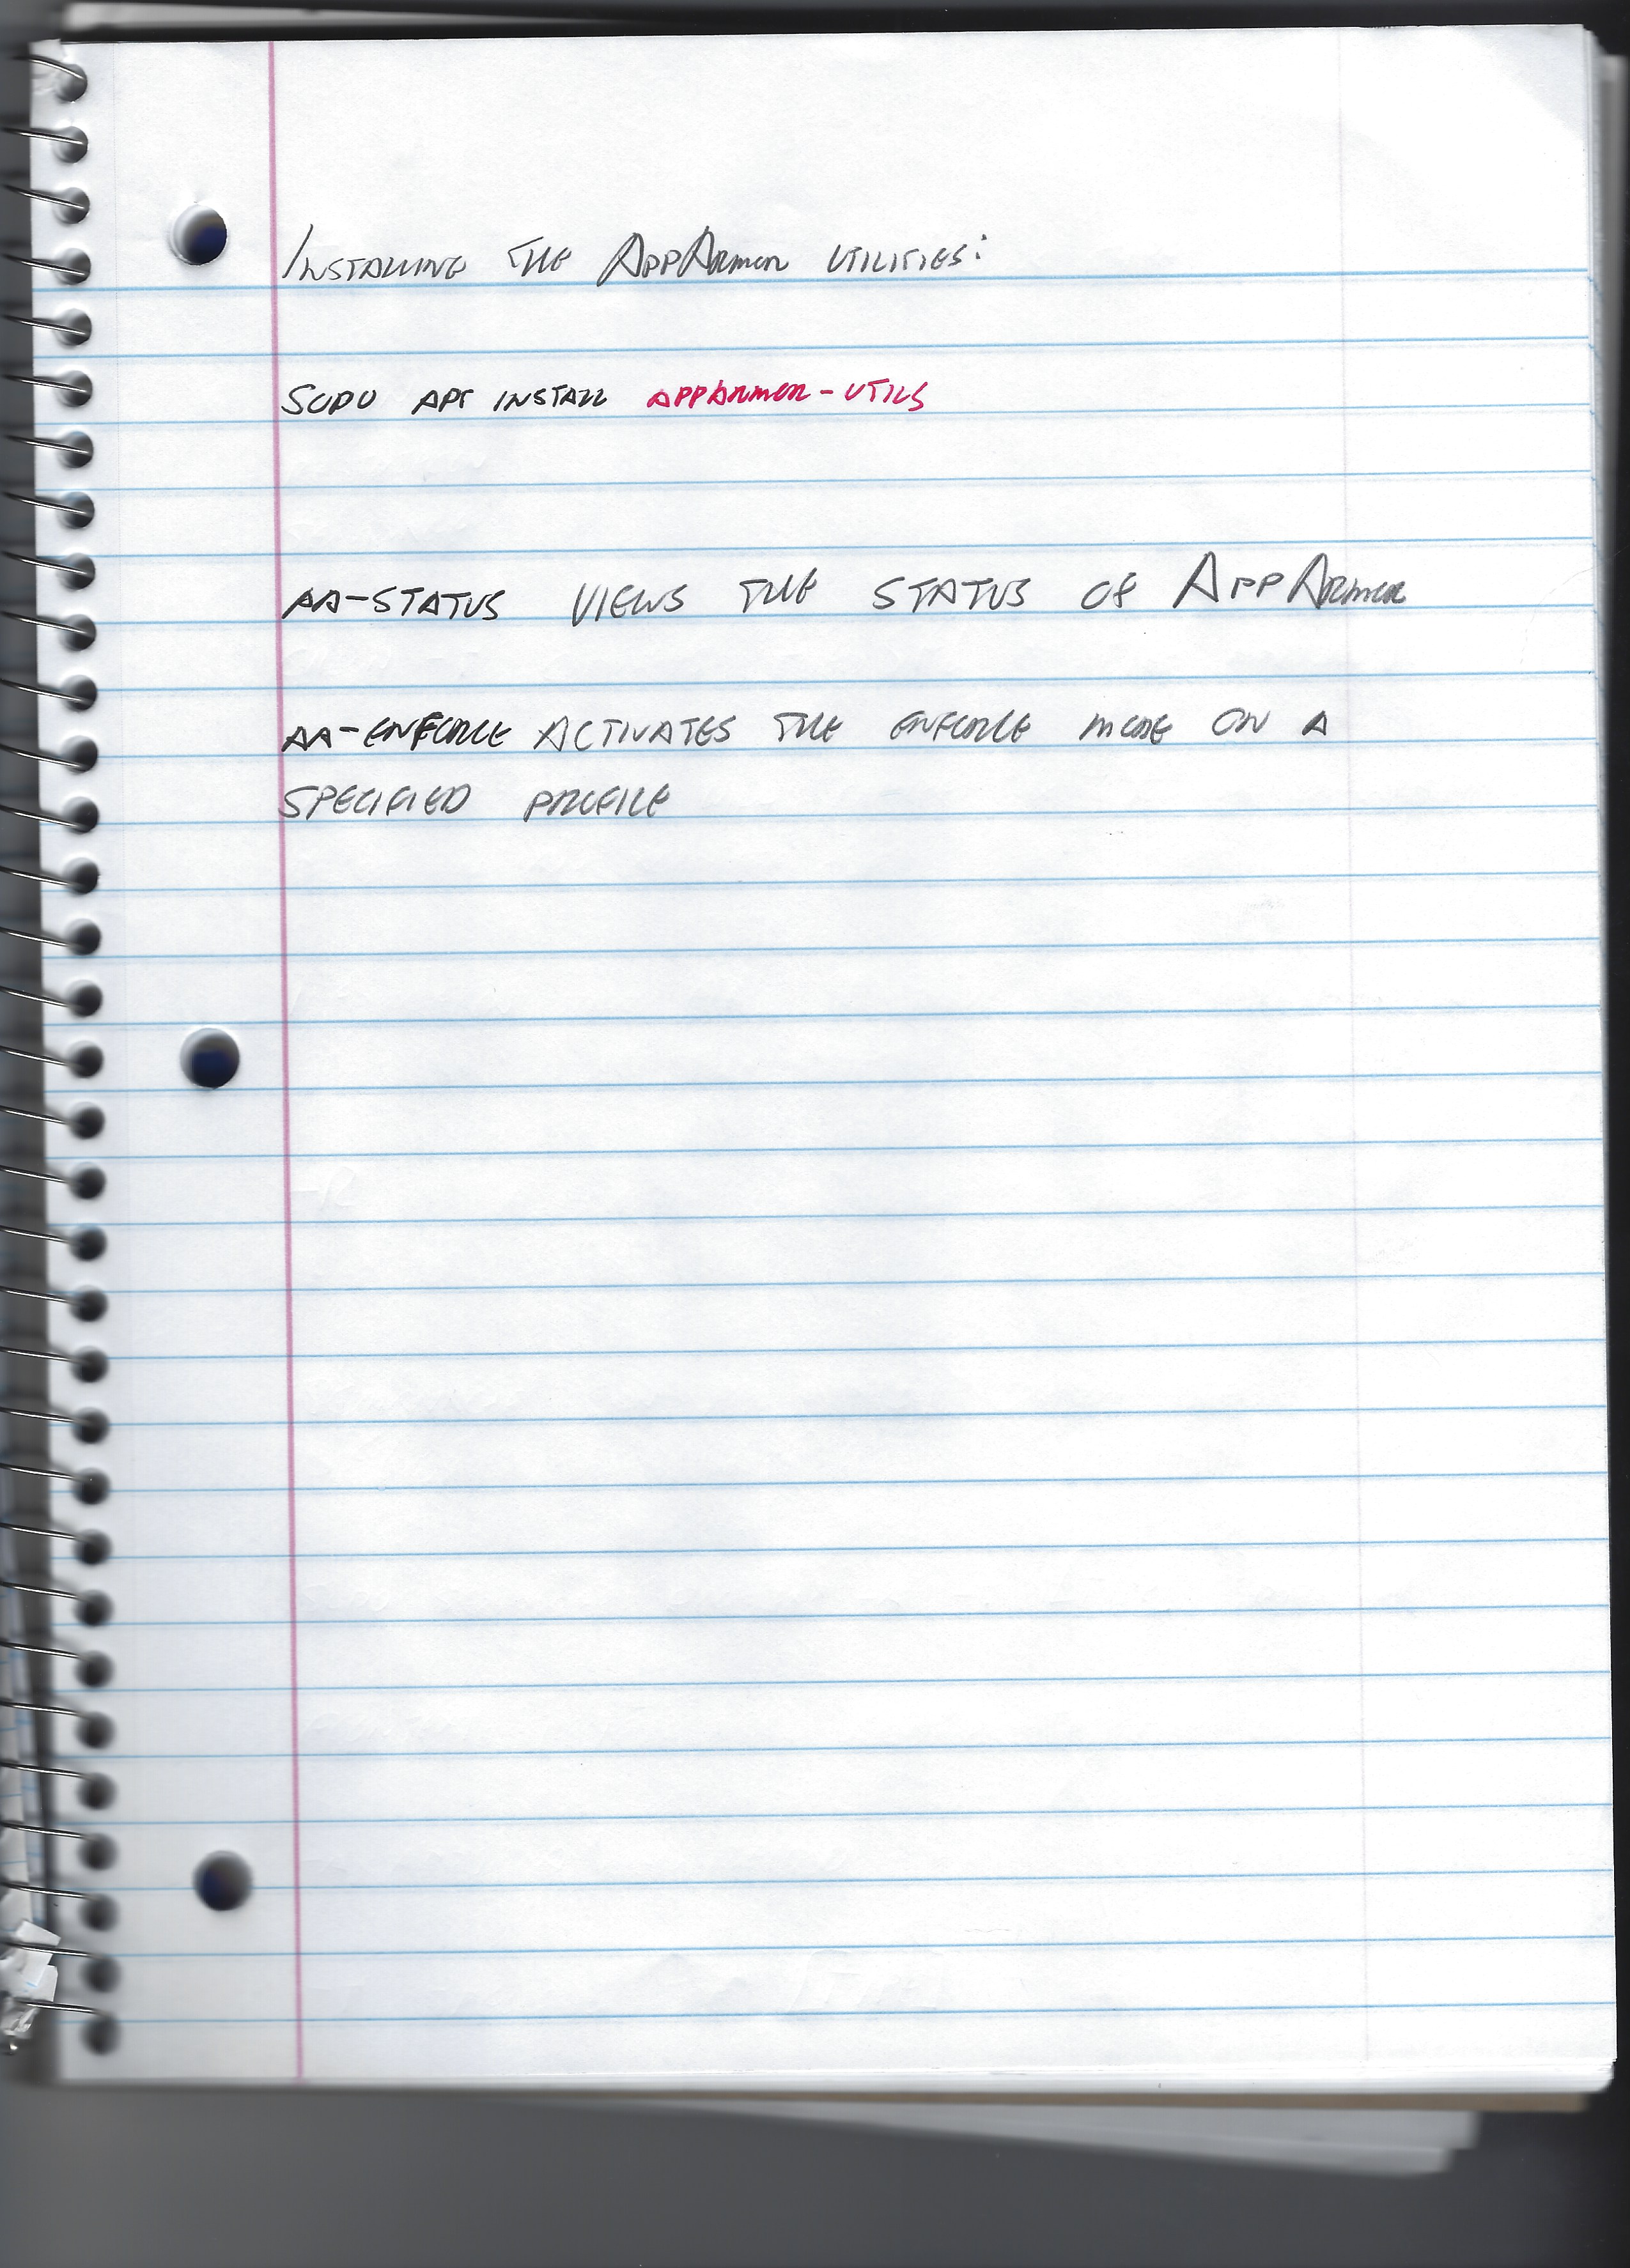 INSTALLING THE APPARMOR UTILITIES:
SUDO APT INSTALL APPARMOR-UTILS
AA-STATUS VIEWS THE STATUS OF APPARMOR
AA-ENFORCE ACTIVATES THE ENFORCE MODE ON A
SPECIFIED PROFILE